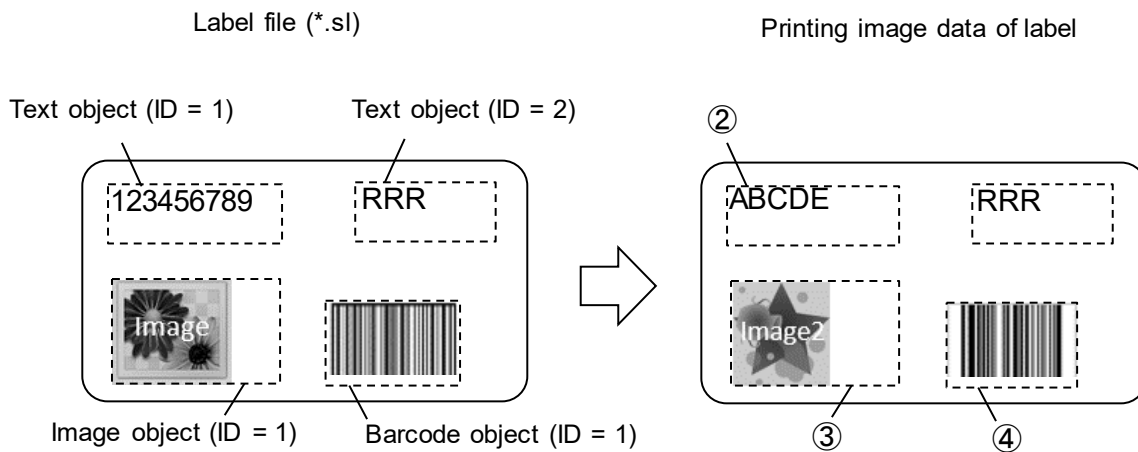 Label file (*.sl)
Printing image data of label
Text object (ID = 1)
Text object (ID = 2)
②
123456789
RRR
ABCDE
RRR
Image
Image2
Image object (ID = 1)
Barcode object (ID = 1)
③
④